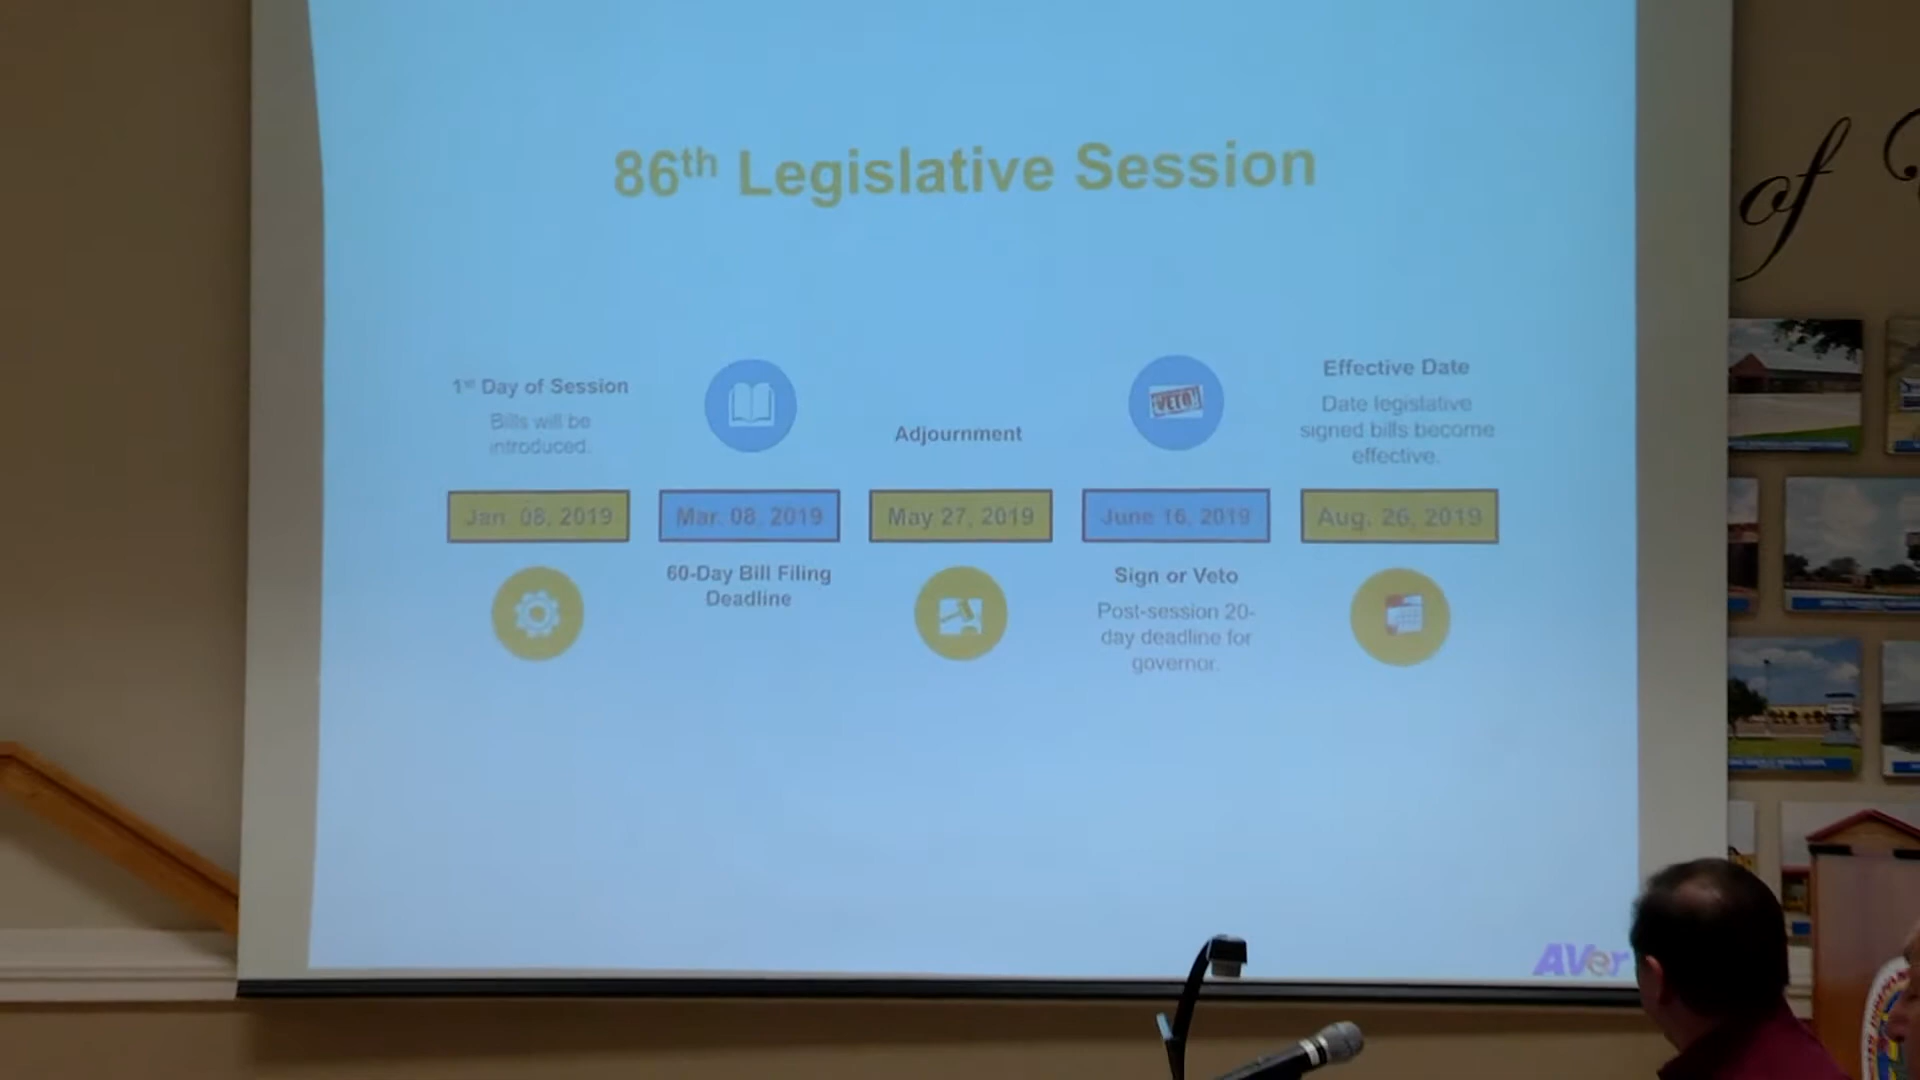 86th Legislative Session
1st Day of Session
Bills will be
introduced.
Jan. 08, 2019
Mar. 08, 2019
60-Day Bill Filing
Deadline
Adjournment
May 27, 2019
VETO!
June 16, 2019
Sign or Veto
Post-session 20-
day deadline for
governor.
Effective Date
Date legislative
signed bills become
effective.
Aug. 26, 2019
AVer
of